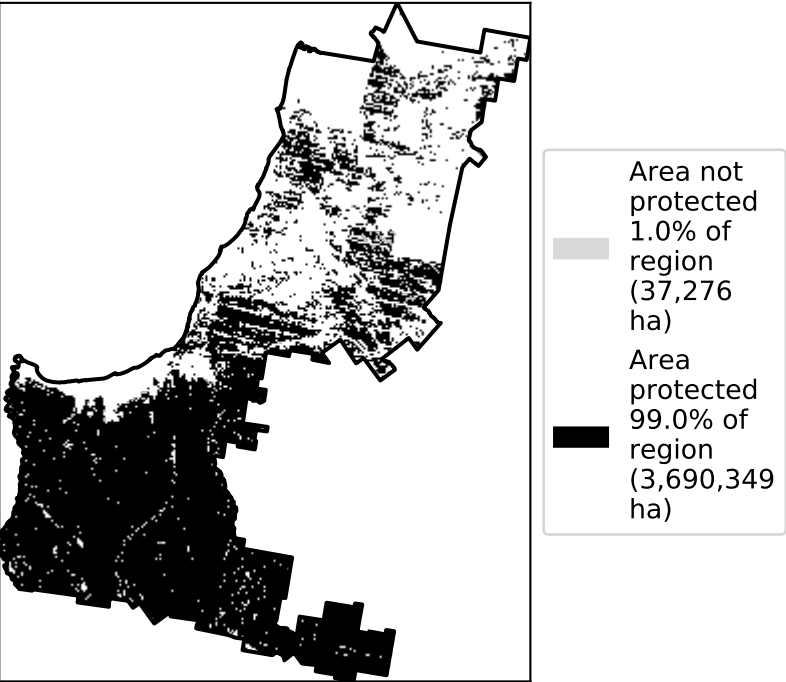 Area not
protected
1.0% of
region
(37,276
ha)
Area
protected
99.0% of
region
(3,690,349
ha)